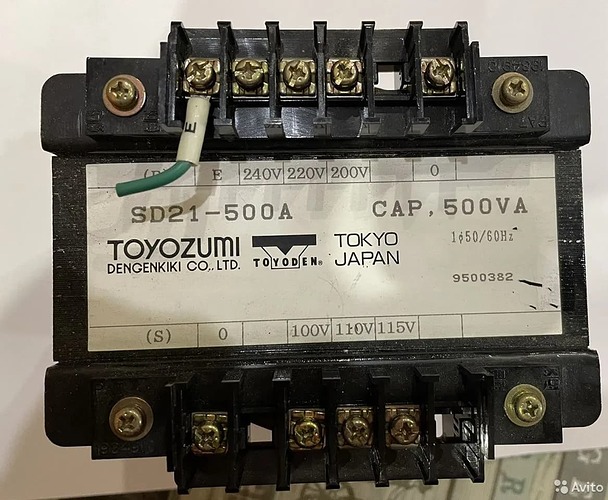 E
(P) E 240V 220V 200V 0
SD21-500A CAP, 500VA
TOYOZUMI
DENGENKIKI CO., LTD.
TOYODEN®
TOKYO
JAPAN
1φ50/60Hz
9500382
(S) 0 100V 110V 115V
Avito